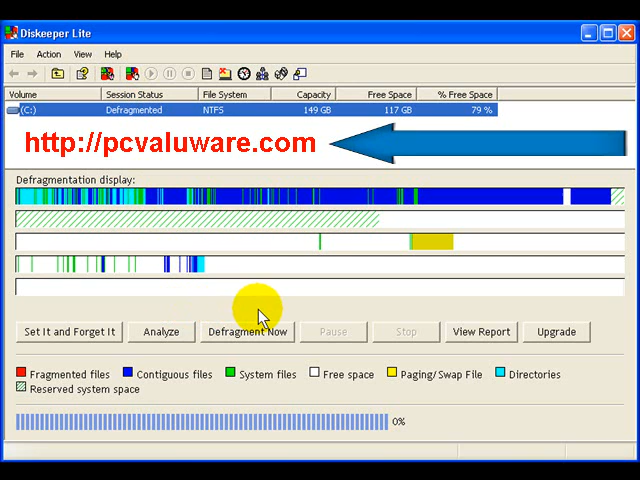 Diskeeper Lite
File Action View Help
Volume Session Status File System Capacity Free Space % Free Space
(C:) Defragmented NTFS 149 GB 117 GB 79 %
http://pcvaluware.com
Defragmentation display:
Set It and Forget It Analyze Defragment Now Pause Stop View Report Upgrade
Fragmented files Contiguous files System files Free space Paging/Swap File Directories
Reserved system space
0%